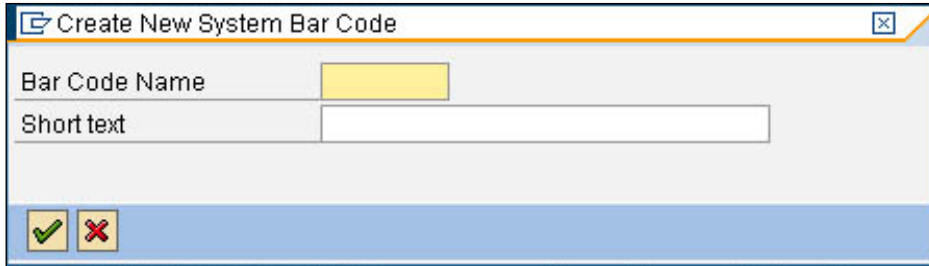 Create New System Bar Code
Bar Code Name
Short text